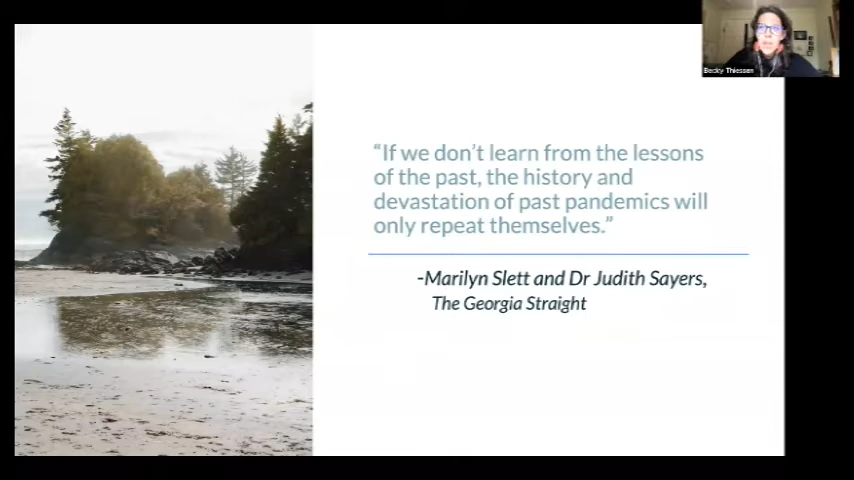 Becky Thiessen
“If we don’t learn from the lessons
of the past, the history and
devastation of past pandemics will
only repeat themselves.”
-Marilyn Slett and Dr Judith Sayers,
The Georgia Straight